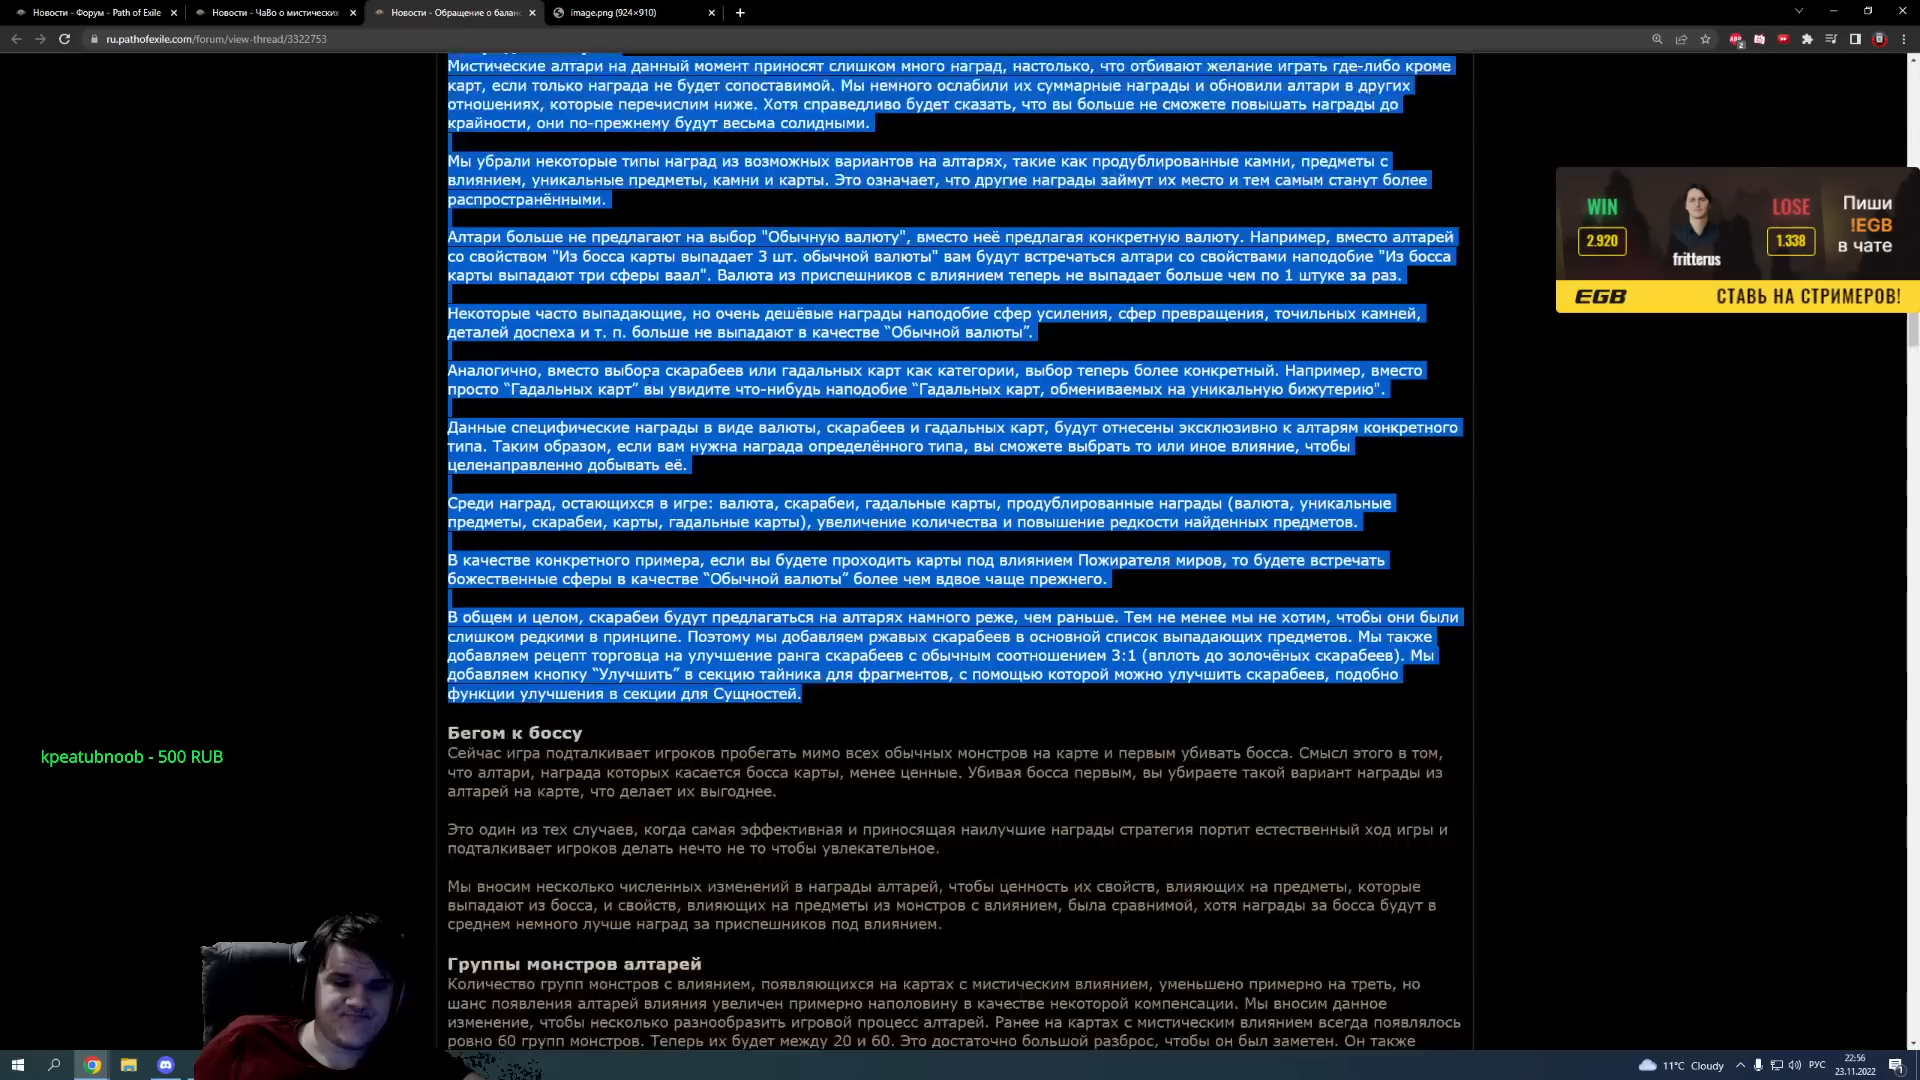 Новости - Форум - Path of Exile
Новости - ЧаВо о мистических
Новости - Обращение о балан
image.png (924×910)
ru.pathofexile.com/forum/view-thread/3322753
Мистические алтари на данный момент приносят слишком много наград, настолько, что отбивают желание играть где-либо кроме
карт, если только награда не будет сопоставимой. Мы немного ослабили их суммарные награды и обновили алтари в других
отношениях, которые перечислим ниже. Хотя справедливо будет сказать, что вы больше не сможете повышать награды до
крайности, они по-прежнему будут весьма солидными.
Мы убрали некоторые типы наград из возможных вариантов на алтарях, такие как продублированные камни, предметы с
влиянием, уникальные предметы, камни и карты. Это означает, что другие награды займут их место и тем самым станут более
распространёнными.
Алтари больше не предлагают на выбор "Обычную валюту", вместо неё предлагая конкретную валюту. Например, вместо алтарей
со свойством "Из босса карты выпадает 3 шт. обычной валюты" вам будут встречаться алтари со свойствами наподобие "Из босса
карты выпадают три сферы ваал". Валюта из приспешников с влиянием теперь не выпадает больше чем по 1 штуке за раз.
Некоторые часто выпадающие, но очень дешёвые награды наподобие сфер усиления, сфер превращения, точильных камней,
деталей доспеха и т. п. больше не выпадают в качестве “Обычной валюты”.
Аналогично, вместо выбора скарабеев или гадальных карт как категории, выбор теперь более конкретный. Например, вместо
просто “Гадальных карт” вы увидите что-нибудь наподобие “Гадальных карт, обмениваемых на уникальную бижутерию".
Данные специфические награды в виде валюты, скарабеев и гадальных карт, будут отнесены эксклюзивно к алтарям конкретного
типа. Таким образом, если вам нужна награда определённого типа, вы сможете выбрать то или иное влияние, чтобы
целенаправленно добывать её.
Среди наград, остающихся в игре: валюта, скарабеи, гадальные карты, продублированные награды (валюта, уникальные
предметы, скарабеи, карты, гадальные карты), увеличение количества и повышение редкости найденных предметов.
В качестве конкретного примера, если вы будете проходить карты под влиянием Пожирателя миров, то будете встречать
божественные сферы в качестве “Обычной валюты” более чем вдвое чаще прежнего.
В общем и целом, скарабеи будут предлагаться на алтарях намного реже, чем раньше. Тем не менее мы не хотим, чтобы они были
слишком редкими в принципе. Поэтому мы добавляем ржавых скарабеев в основной список выпадающих предметов. Мы также
добавляем рецепт торговца на улучшение ранга скарабеев с обычным соотношением 3:1 (вплоть до золочёных скарабеев). Мы
добавляем кнопку “Улучшить” в секцию тайника для фрагментов, с помощью которой можно улучшить скарабеев, подобно
функции улучшения в секции для Сущностей.
Бегом к боссу
Сейчас игра подталкивает игроков пробегать мимо всех обычных монстров на карте и первым убивать босса. Смысл этого в том,
что алтари, награда которых касается босса карты, менее ценные. Убивая босса первым, вы убираете такой вариант награды из
алтарей на карте, что делает их выгоднее.
Это один из тех случаев, когда самая эффективная и приносящая наилучшие награды стратегия портит естественный ход игры и
подталкивает игроков делать нечто не то чтобы увлекательное.
Мы вносим несколько численных изменений в награды алтарей, чтобы ценность их свойств, влияющих на предметы, которые
выпадают из босса, и свойств, влияющих на предметы из монстров с влиянием, была сравнимой, хотя награды за босса будут в
среднем немного лучше наград за приспешников под влиянием.
Группы монстров алтарей
Количество групп монстров с влиянием, появляющихся на картах с мистическим влиянием, уменьшено примерно на треть, но
шанс появления алтарей влияния увеличен примерно наполовину в качестве некоторой компенсации. Мы вносим данное
изменение, чтобы несколько разнообразить игровой процесс алтарей. Ранее на картах с мистическим влиянием всегда появлялось
ровно 60 групп монстров. Теперь их будет между 20 и 60. Это достаточно большой разброс, чтобы он был заметен. Он также
WIN
2.920
fritterus
LOSE
1.338
Пиши
!EGB
в чате
EGB
СТАВЬ НА СТРИМЕРОВ!
kpeatubnoob - 500 RUB
11°C Cloudy
РУС
22:56
23.11.2022